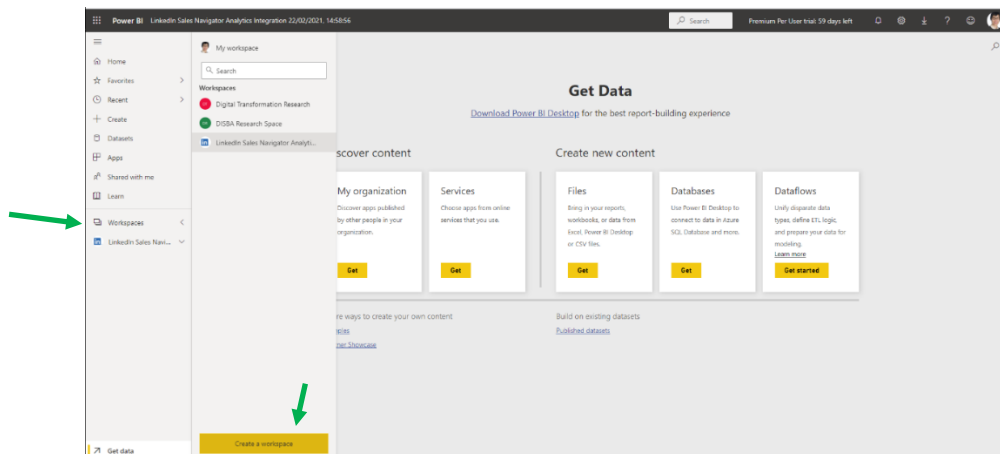 Power BI LinkedIn Sales Navigator Analytics Integration 22/02/2021, 14:58:56
Search
Premium Per User trial: 59 days left
Home
Favorites
Recent
Create
Datasets
Apps
Shared with me
Learn
Workspaces
LinkedIn Sales Navi...
Get data
My workspace
Search
Workspaces
Digital Transformation Research
DISBA Research Space
LinkedIn Sales Navigator Analyti...
Create a workspace
Get Data
Download Power BI Desktop for the best report-building experience
scover content
My organization
Discover apps published
by other people in your
organization.
Get
Services
Choose apps from online
services that you use.
Get
Create new content
Files
Bring in your reports,
workbooks, or data from
Excel, Power BI Desktop
or CSV files.
Get
Databases
Use Power BI Desktop to
connect to data in Azure
SQL Database and more.
Get
Dataflows
Unify disparate data
types, define ETL logic,
and prepare your data for
modeling.
Learn more
Get started
re ways to create your own content
mples
ner Showcase
Build on existing datasets
Published datasets